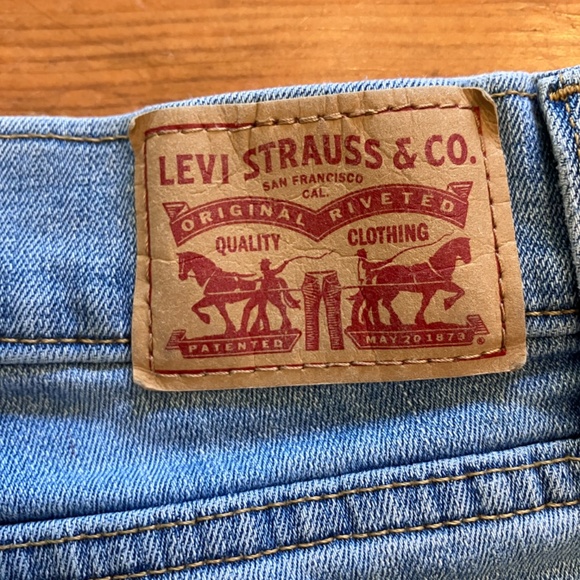 LEVI STRAUSS & CO.
SAN FRANCISCO
CAL.
ORIGINAL RIVETED
QUALITY CLOTHING
PATENTED MAY 20 1873
®